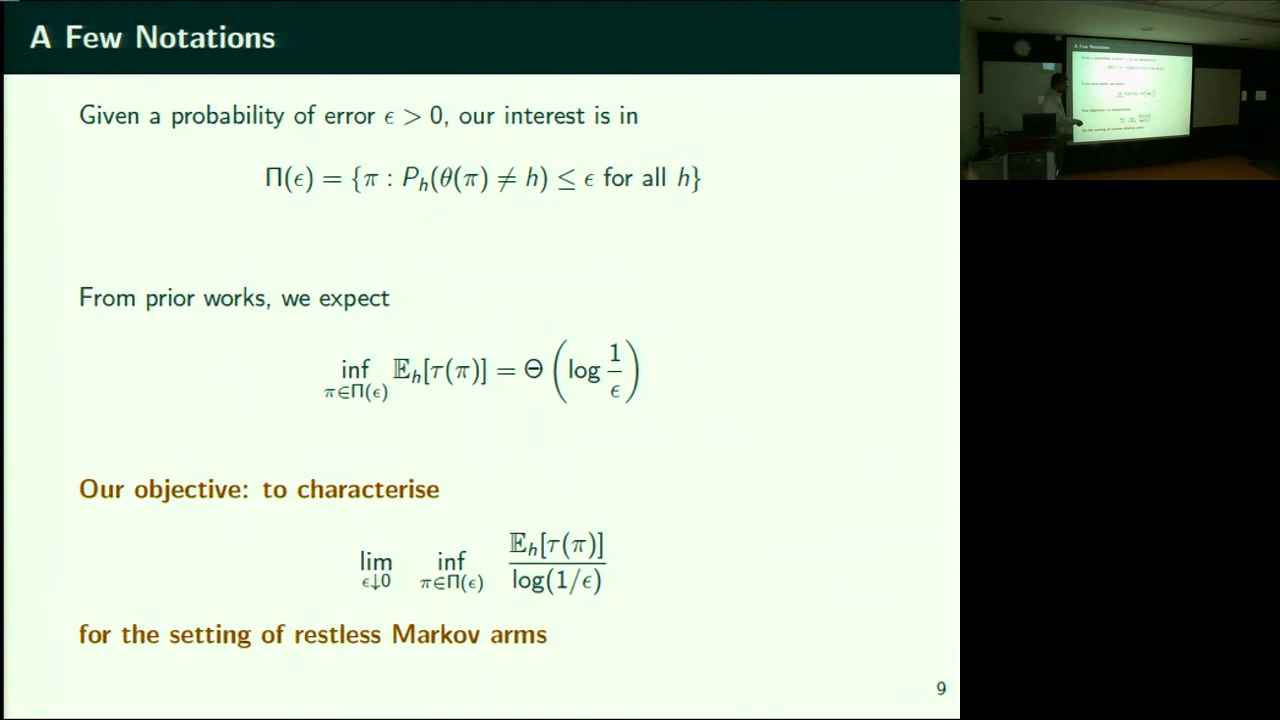 A Few Notations
Given a probability of error ϵ > 0, our interest is in
Π(ϵ) = {π : P_h(θ(π) ≠ h) ≤ ϵ for all h}
From prior works, we expect
inf_{π∈Π(ϵ)} 𝔼_h[τ(π)] = Θ (log 1/ϵ)
Our objective: to characterise
lim_{ϵ↓0} inf_{π∈Π(ϵ)} 𝔼_h[τ(π)] / log(1/ϵ)
for the setting of restless Markov arms
9
A Few Notations